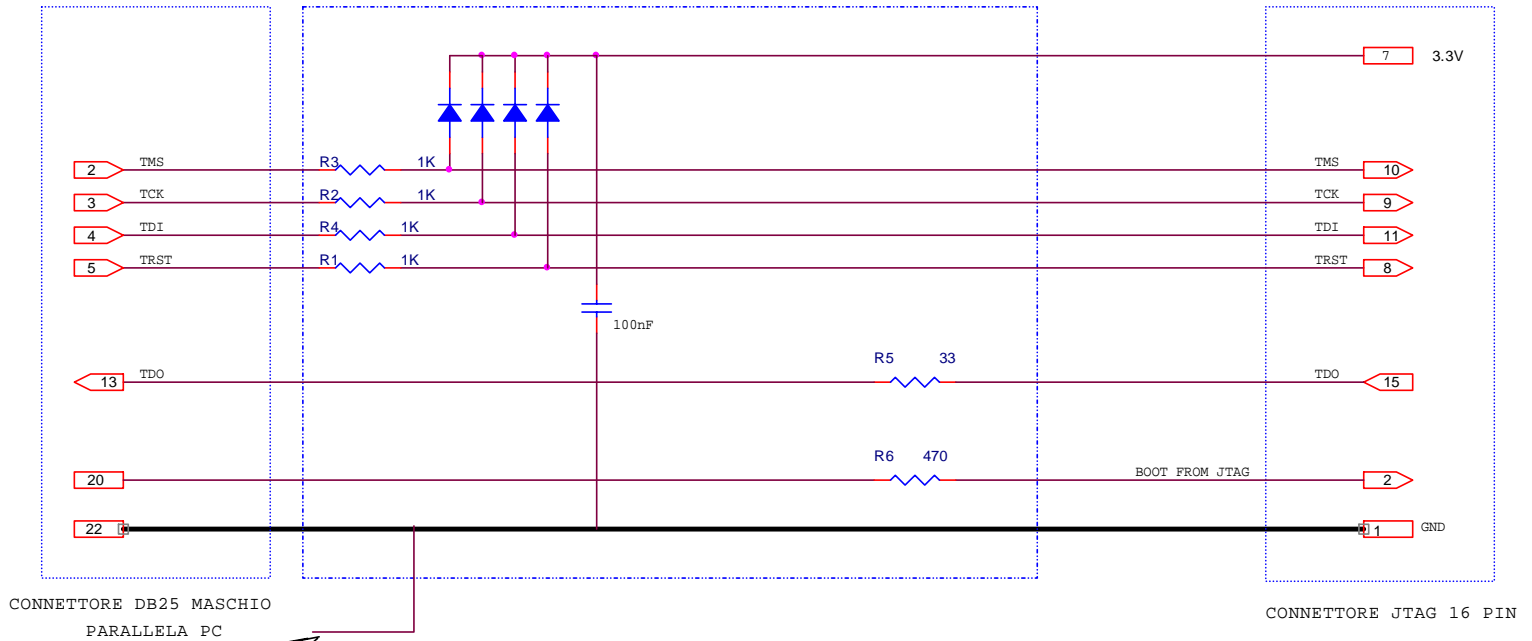 7 3.3V
2 TMS R3 1K TMS 10
3 TCK R2 1K TCK 9
4 TDI R4 1K TDI 11
5 TRST R1 1K TRST 8
100nF
R5 33
13 TDO TDO 15
R6 470
20 BOOT FROM JTAG 2
22 1 GND
CONNETTORE DB25 MASCHIO
PARALLELA PC
CONNETTORE JTAG 16 PIN